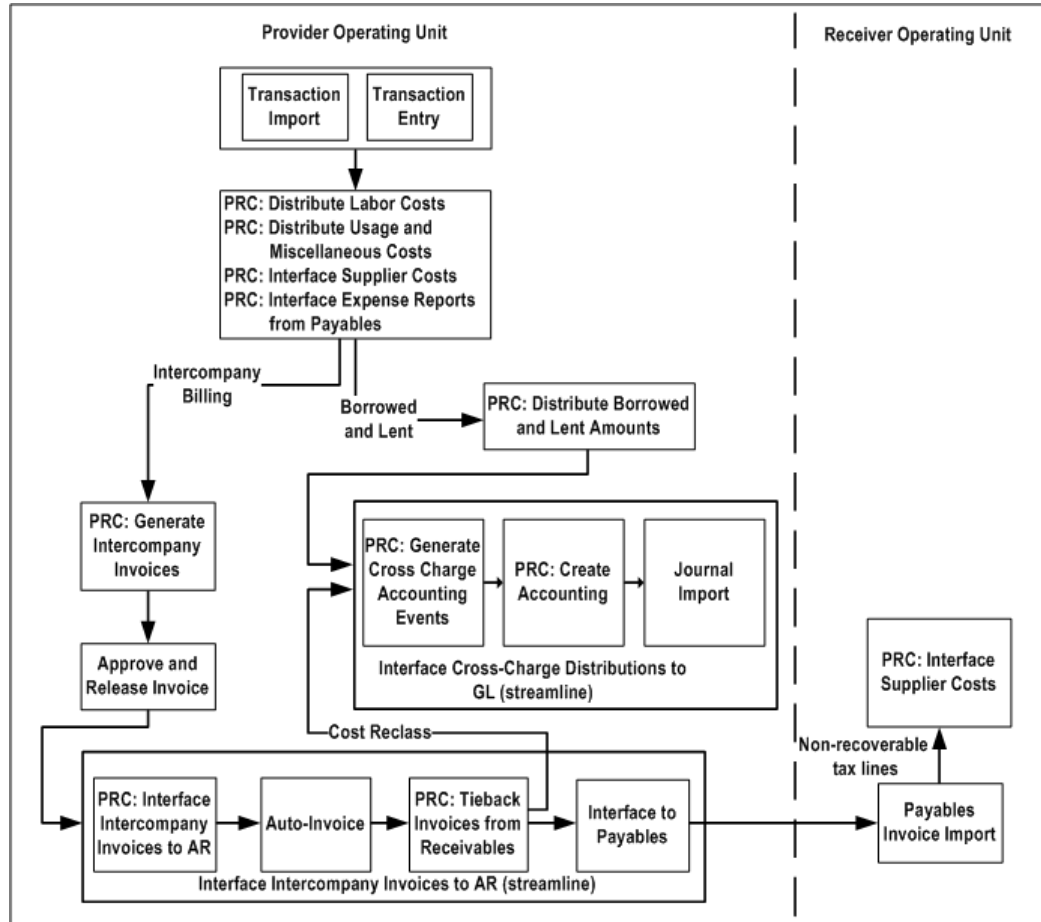 Provider Operating Unit
Receiver Operating Unit
Transaction
Import
Transaction
Entry
PRC: Distribute Labor Costs
PRC: Distribute Usage and
Miscellaneous Costs
PRC: Interface Supplier Costs
PRC: Interface Expense Reports
from Payables
Intercompany
Billing
Borrowed
and Lent
PRC: Distribute Borrowed
and Lent Amounts
PRC: Generate
Intercompany
Invoices
PRC: Generate
Cross Charge
Accounting
Events
PRC: Create
Accounting
Journal
Import
Interface Cross-Charge Distributions to
GL (streamline)
Approve and
Release Invoice
Cost Reclass
PRC: Interface
Supplier Costs
Non-recoverable
tax lines
PRC: Interface
Intercompany
Invoices to AR
Auto-Invoice
PRC: Tieback
Invoices from
Receivables
Interface to
Payables
Payables
Invoice Import
Interface Intercompany Invoices to AR (streamline)